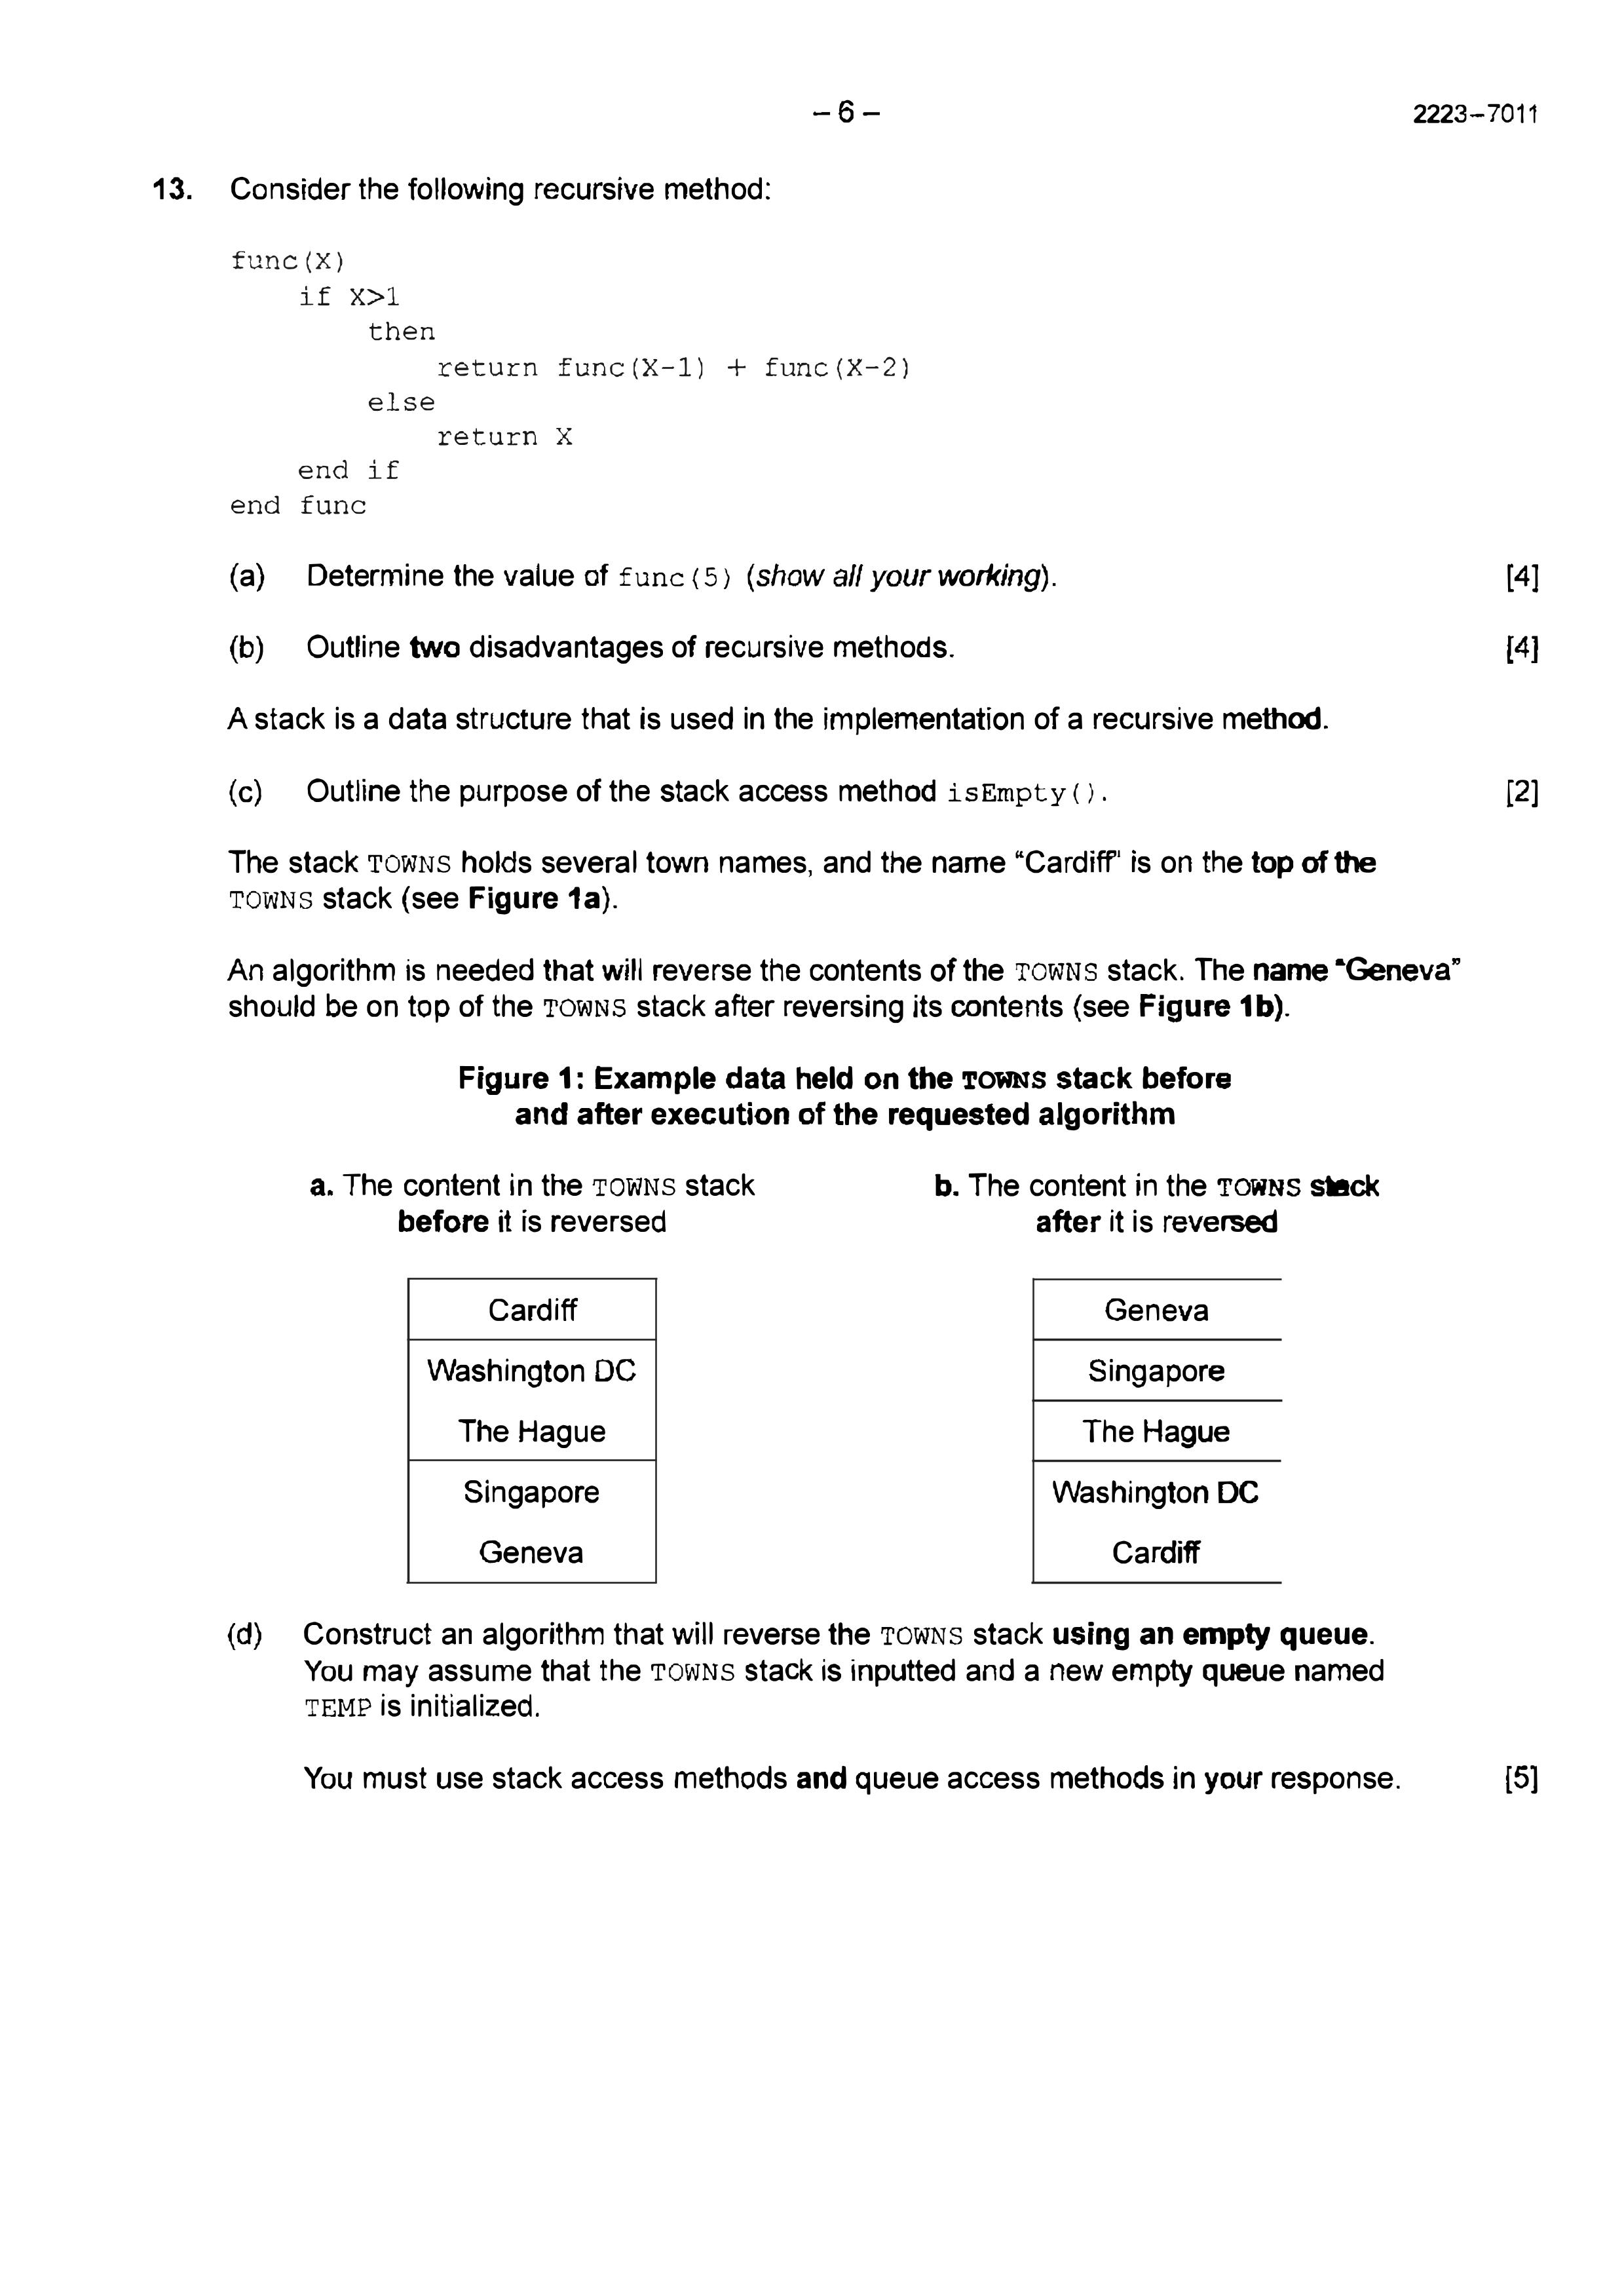 – 6 –
2223–7011
13. Consider the following recursive method:
func(X)
if X>1
then
return func(X-1) + func(X-2)
else
return X
end if
end func
(a) Determine the value of func(5) (show all your working). [4]
(b) Outline two disadvantages of recursive methods. [4]
A stack is a data structure that is used in the implementation of a recursive method.
(c) Outline the purpose of the stack access method isEmpty(). [2]
The stack TOWNS holds several town names, and the name “Cardiff” is on the top of the
TOWNS stack (see Figure 1a).
An algorithm is needed that will reverse the contents of the TOWNS stack. The name “Geneva”
should be on top of the TOWNS stack after reversing its contents (see Figure 1b).
Figure 1: Example data held on the TOWNS stack before
and after execution of the requested algorithm
a. The content in the TOWNS stack
before it is reversed
b. The content in the TOWNS stack
after it is reversed
Cardiff
Washington DC
The Hague
Singapore
Geneva
Geneva
Singapore
The Hague
Washington DC
Cardiff
(d) Construct an algorithm that will reverse the TOWNS stack using an empty queue.
You may assume that the TOWNS stack is inputted and a new empty queue named
TEMP is initialized.
You must use stack access methods and queue access methods in your response. [5]